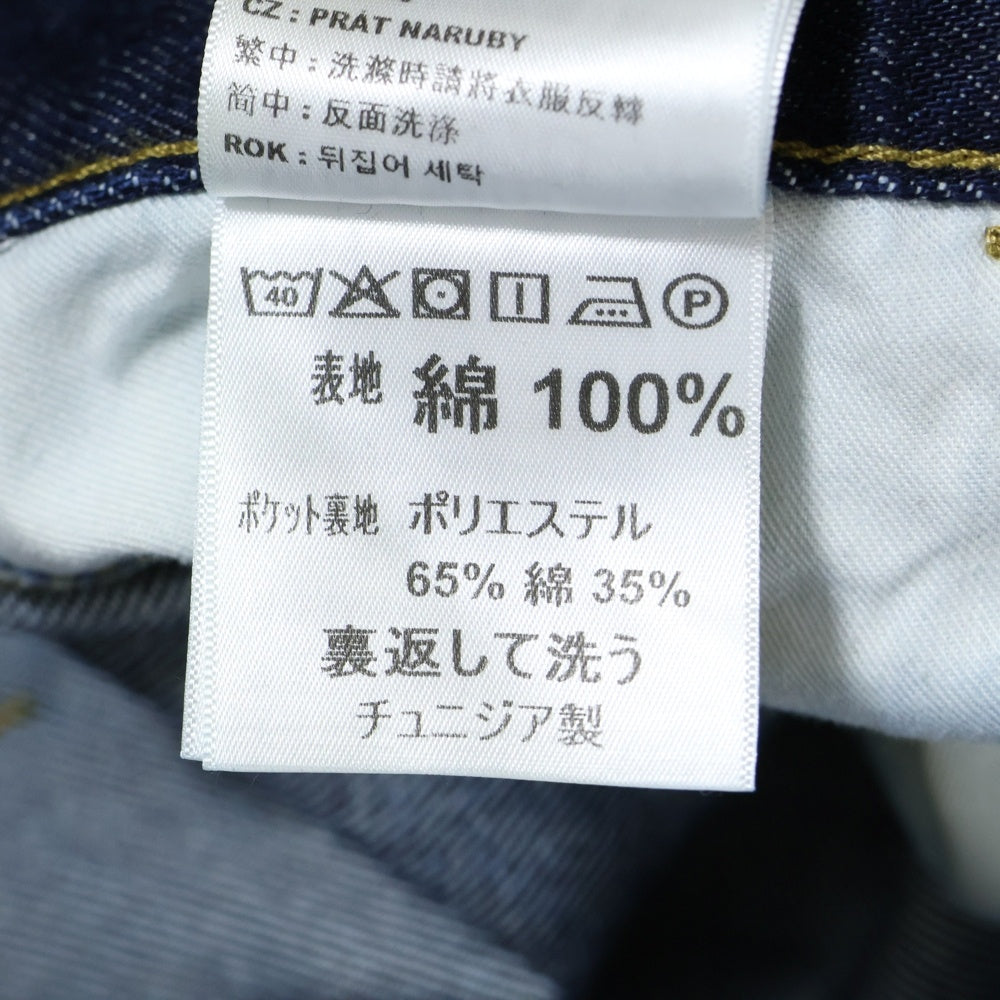 CZ : PRAT NARUBY
繁中 : 洗滌時請將衣服反轉
简中 : 反面洗涤
ROK : 뒤집어 세탁
40 P
表地 綿 100%
ポケット裏地 ポリエステル
65% 綿 35%
裏返して洗う
チュニジア製